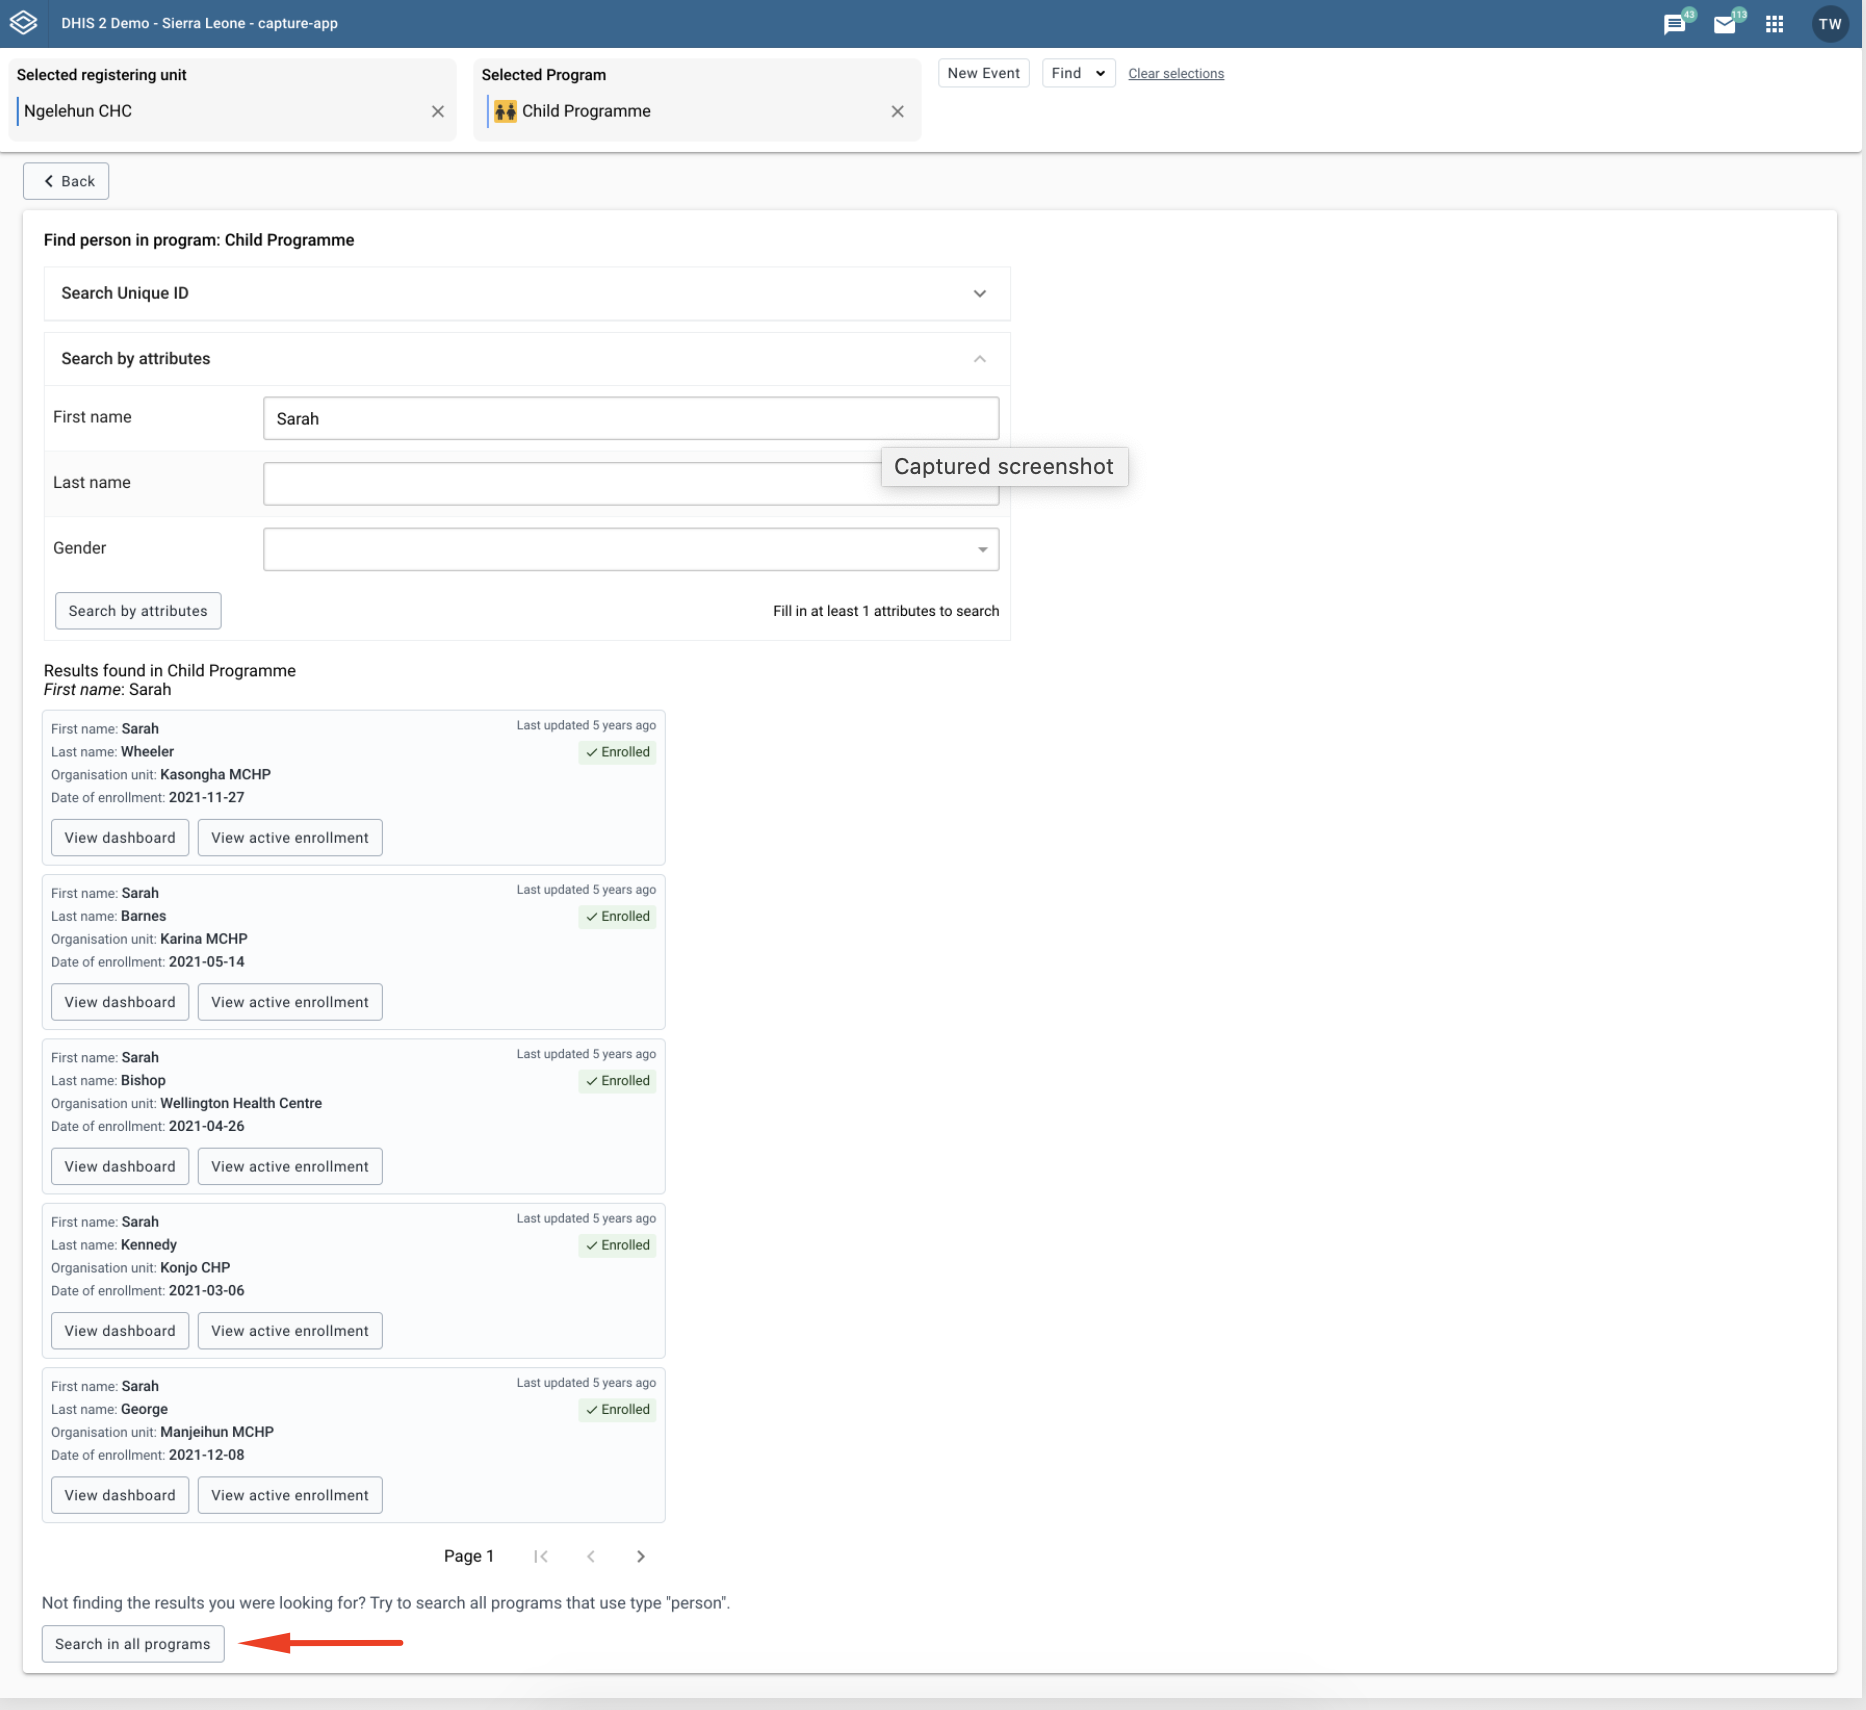 DHIS 2 Demo - Sierra Leone - capture-app
43
113
TW
Selected registering unit
Ngelehun CHC
Selected Program
Child Programme
New Event
Find
Clear selections
Back
Find person in program: Child Programme
Search Unique ID
Search by attributes
First name
Sarah
Captured screenshot
Last name
Gender
Search by attributes
Fill in at least 1 attributes to search
Results found in Child Programme
First name: Sarah
First name: Sarah
Last updated 5 years ago
Last name: Wheeler
Enrolled
Organisation unit: Kasongha MCHP
Date of enrollment: 2021-11-27
View dashboard
View active enrollment
First name: Sarah
Last updated 5 years ago
Last name: Barnes
Enrolled
Organisation unit: Karina MCHP
Date of enrollment: 2021-05-14
View dashboard
View active enrollment
First name: Sarah
Last updated 5 years ago
Last name: Bishop
Enrolled
Organisation unit: Wellington Health Centre
Date of enrollment: 2021-04-26
View dashboard
View active enrollment
First name: Sarah
Last updated 5 years ago
Last name: Kennedy
Enrolled
Organisation unit: Konjo CHP
Date of enrollment: 2021-03-06
View dashboard
View active enrollment
First name: Sarah
Last updated 5 years ago
Last name: George
Enrolled
Organisation unit: Manjeihun MCHP
Date of enrollment: 2021-12-08
View dashboard
View active enrollment
Page 1
Not finding the results you were looking for? Try to search all programs that use type "person".
Search in all programs